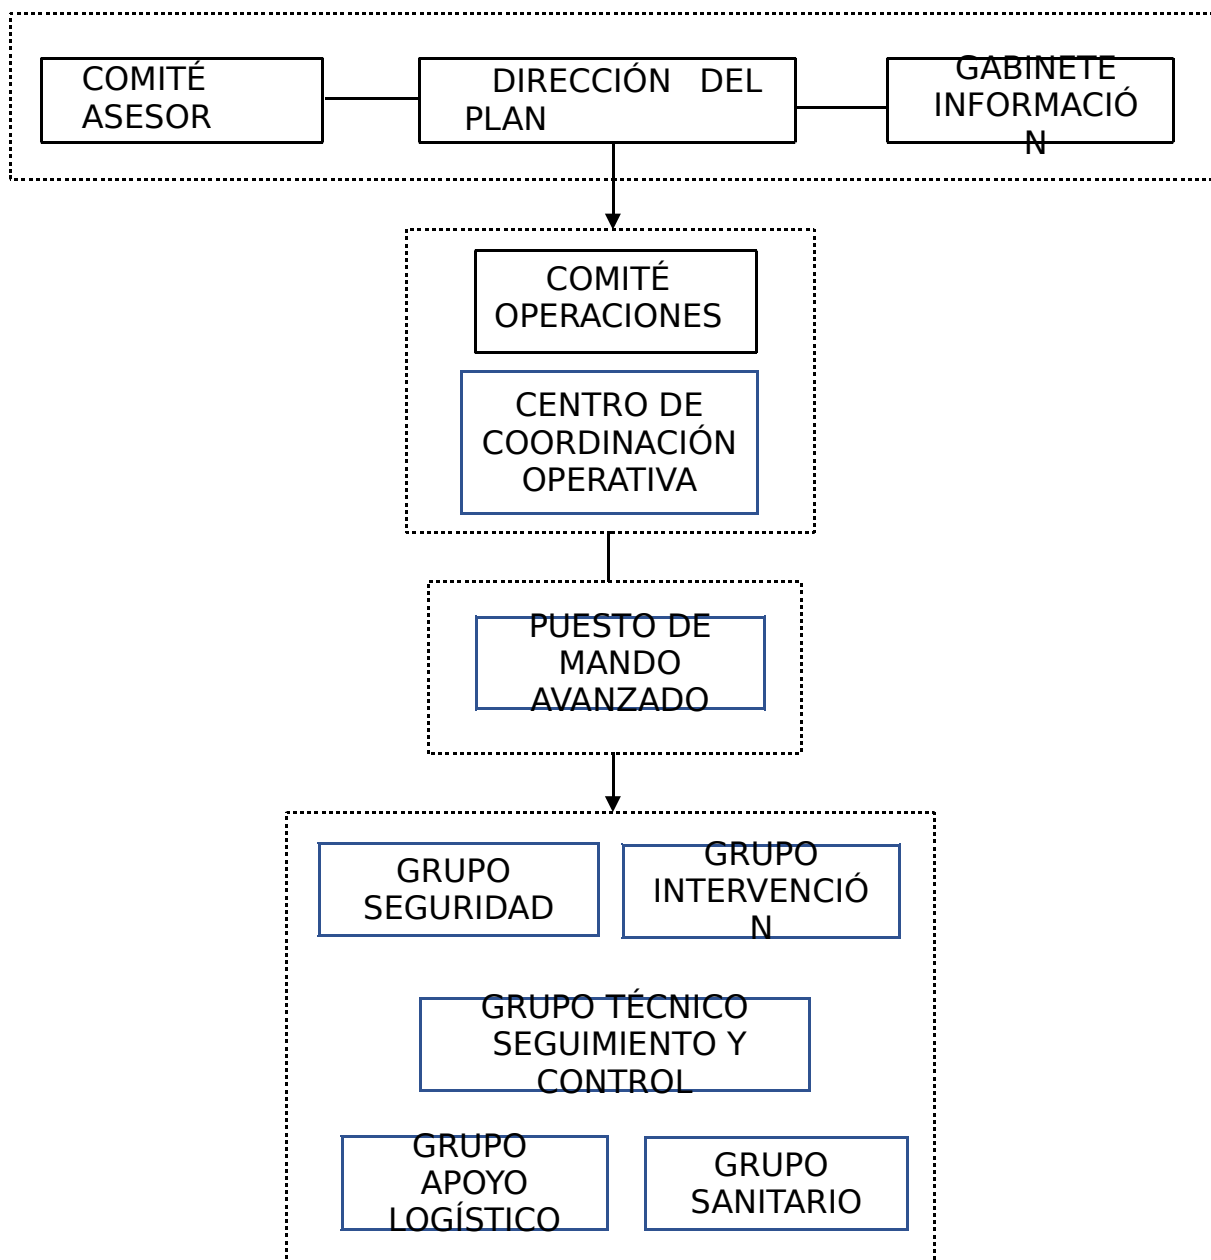 COMITÉ
ASESOR
DIRECCIÓN DEL
PLAN
GABINETE
INFORMACIÓ
N
COMITÉ
OPERACIONES
CENTRO DE
COORDINACIÓN
OPERATIVA
PUESTO DE
MANDO
AVANZADO
GRUPO
SEGURIDAD
GRUPO
INTERVENCIÓ
N
GRUPO TÉCNICO
SEGUIMIENTO Y
CONTROL
GRUPO
APOYO
LOGÍSTICO
GRUPO
SANITARIO